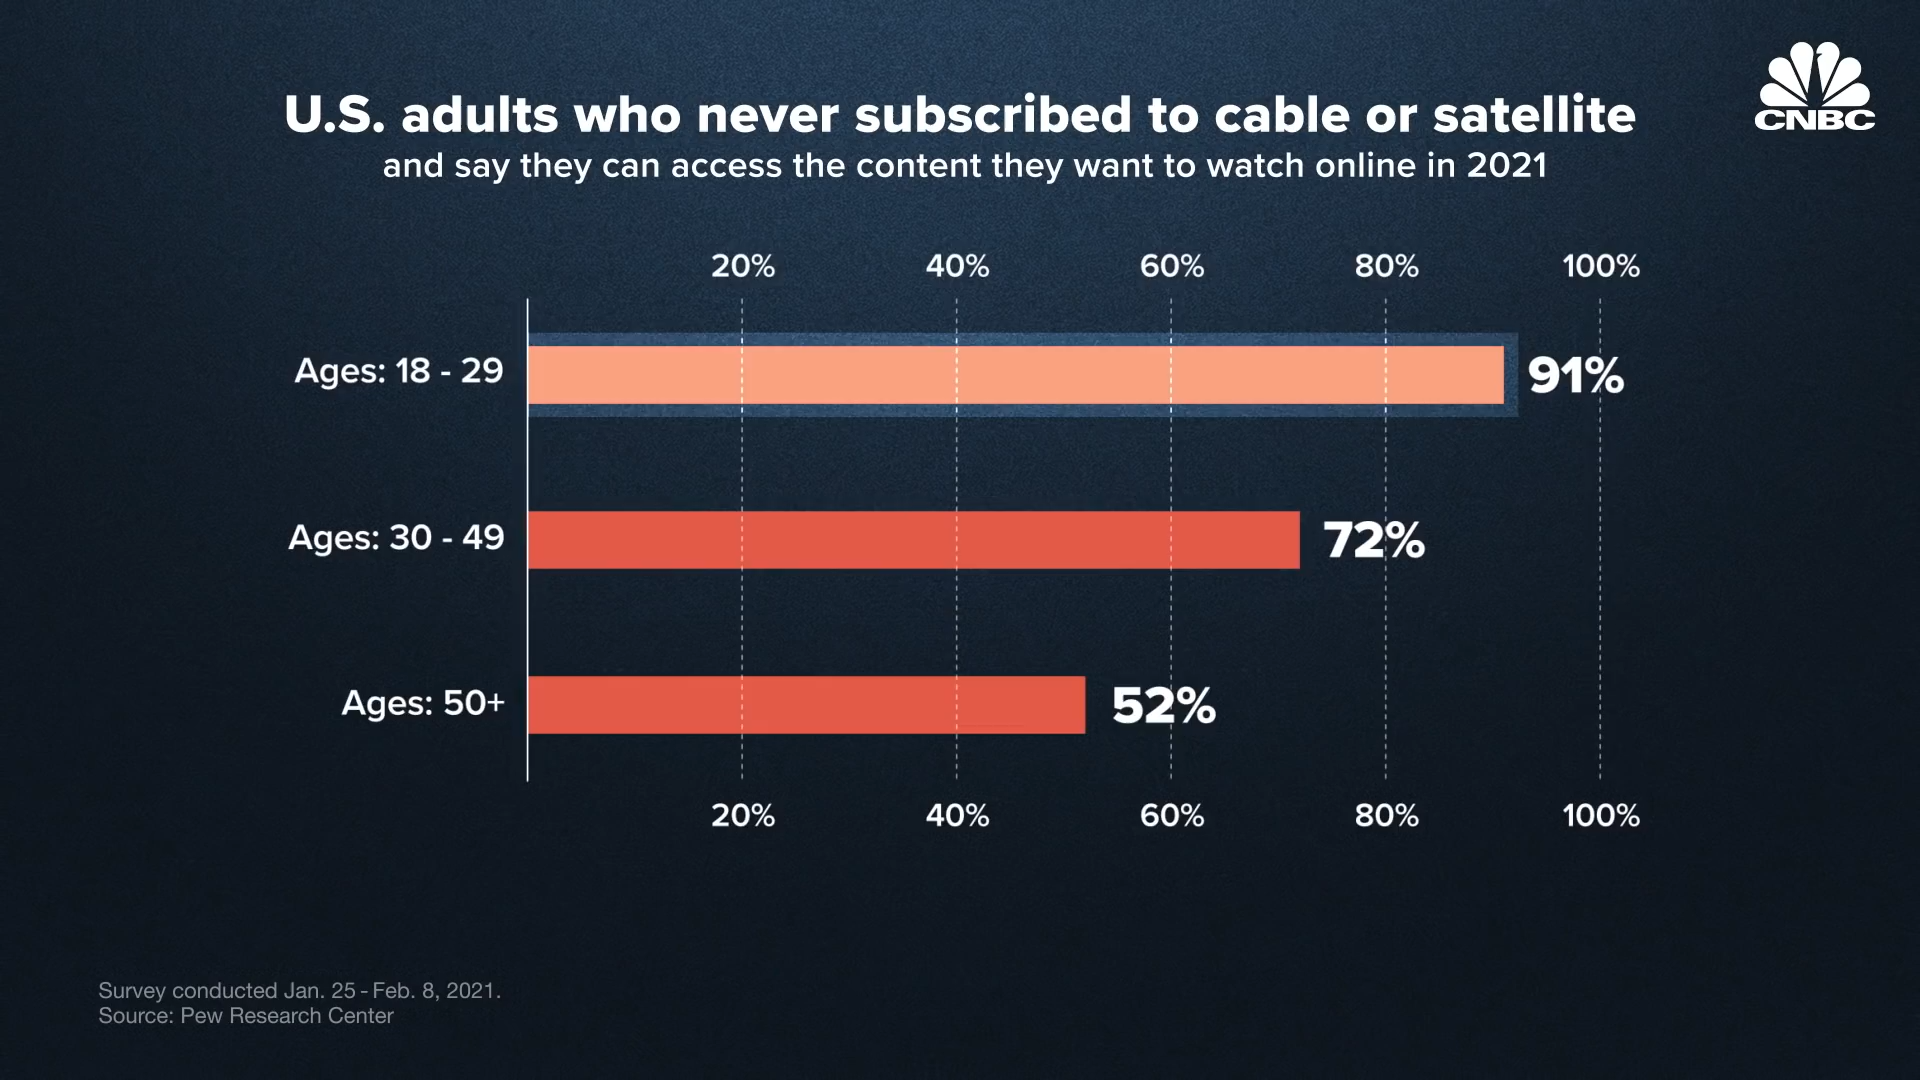 U.S. adults who never subscribed to cable or satellite
and say they can access the content they want to watch online in 2021
CNBC
20% 40% 60% 80% 100%
Ages: 18 - 29 91%
Ages: 30 - 49 72%
Ages: 50+ 52%
20% 40% 60% 80% 100%
Survey conducted Jan. 25 - Feb. 8, 2021.
Source: Pew Research Center